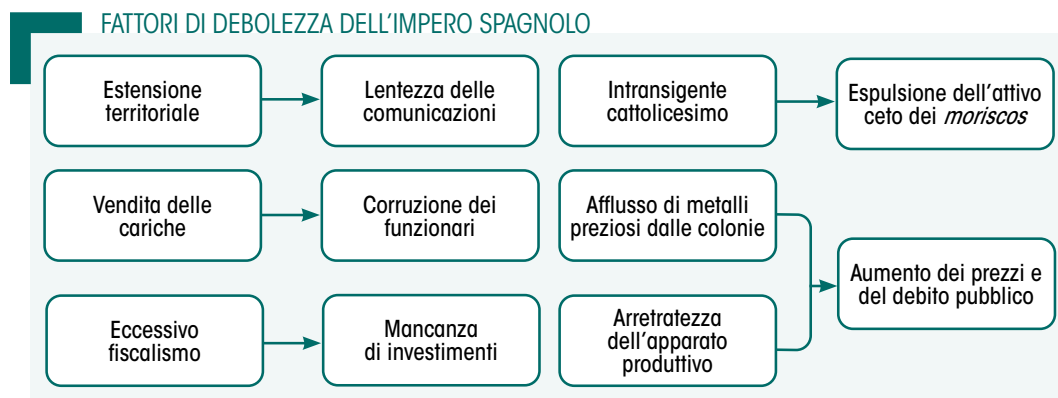 FATTORI DI DEBOLEZZA DELL'IMPERO SPAGNOLO
Estensione
territoriale
Lentezza delle
comunicazioni
Intransigente
cattolicesimo
Espulsione dell'attivo
ceto dei moriscos
Vendita delle
cariche
Corruzione dei
funzionari
Afflusso di metalli
preziosi dalle colonie
Aumento dei prezzi e
del debito pubblico
Eccessivo
fiscalismo
Mancanza
di investimenti
Arretratezza
dell'apparato
produttivo